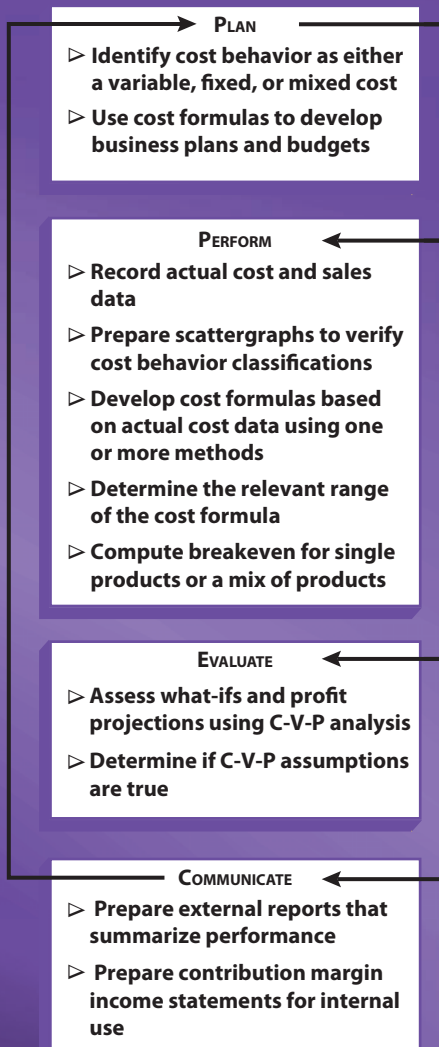 PLAN
▷ Identify cost behavior as either
a variable, fixed, or mixed cost
▷ Use cost formulas to develop
business plans and budgets
PERFORM
▷ Record actual cost and sales
data
▷ Prepare scattergraphs to verify
cost behavior classifications
▷ Develop cost formulas based
on actual cost data using one
or more methods
▷ Determine the relevant range
of the cost formula
▷ Compute breakeven for single
products or a mix of products
EVALUATE
▷ Assess what-ifs and profit
projections using C-V-P analysis
▷ Determine if C-V-P assumptions
are true
COMMUNICATE
▷ Prepare external reports that
summarize performance
▷ Prepare contribution margin
income statements for internal
use